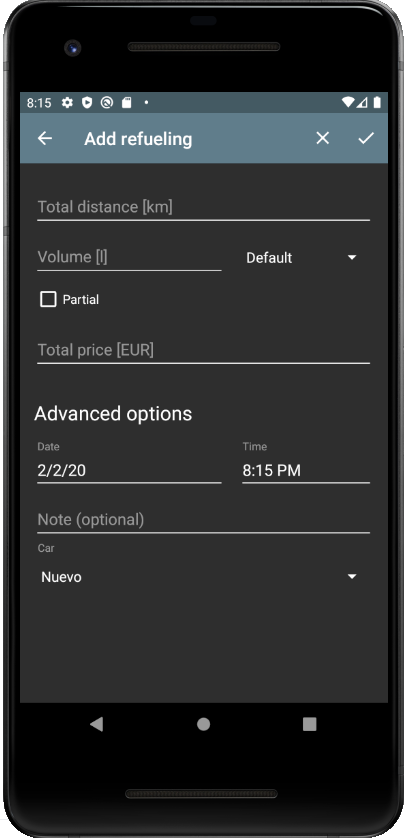 8:15
Add refueling
Total distance [km]
Volume [l]
Default
Partial
Total price [EUR]
Advanced options
Date
Time
2/2/20
8:15 PM
Note (optional)
Car
Nuevo